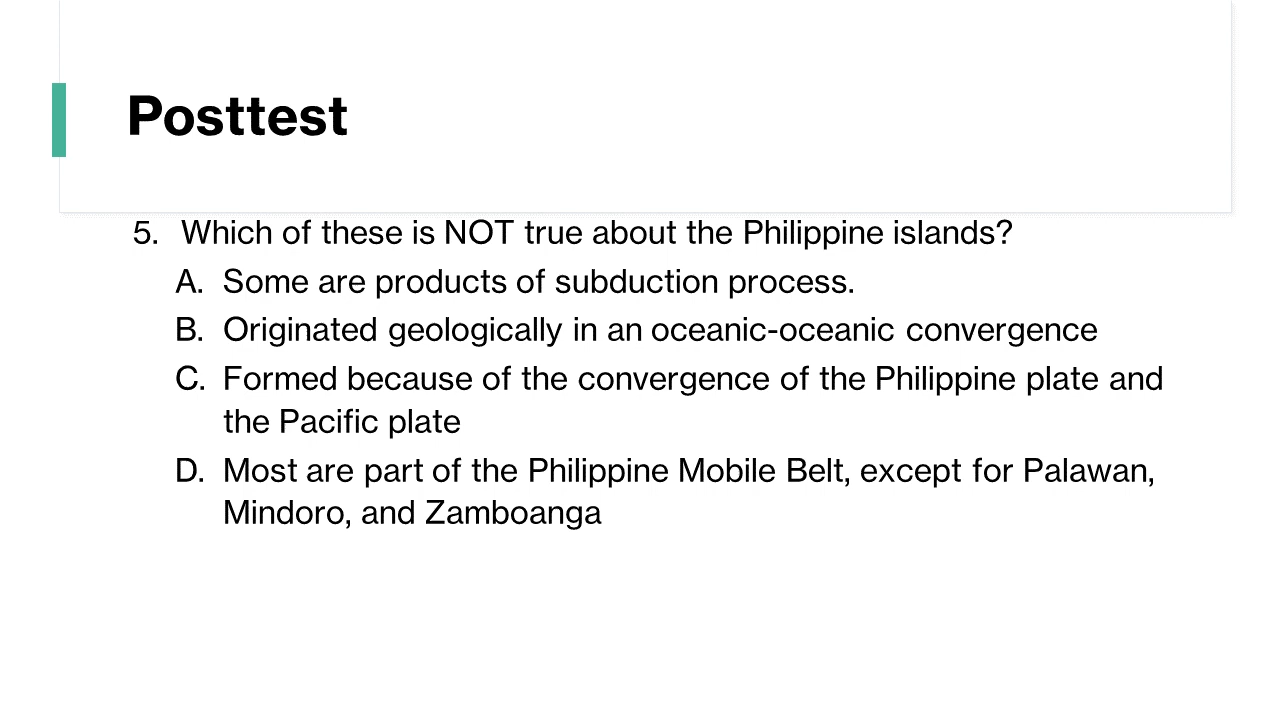 Posttest
5. Which of these is NOT true about the Philippine islands?
A. Some are products of subduction process.
B. Originated geologically in an oceanic-oceanic convergence
C. Formed because of the convergence of the Philippine plate and
the Pacific plate
D. Most are part of the Philippine Mobile Belt, except for Palawan,
Mindoro, and Zamboanga